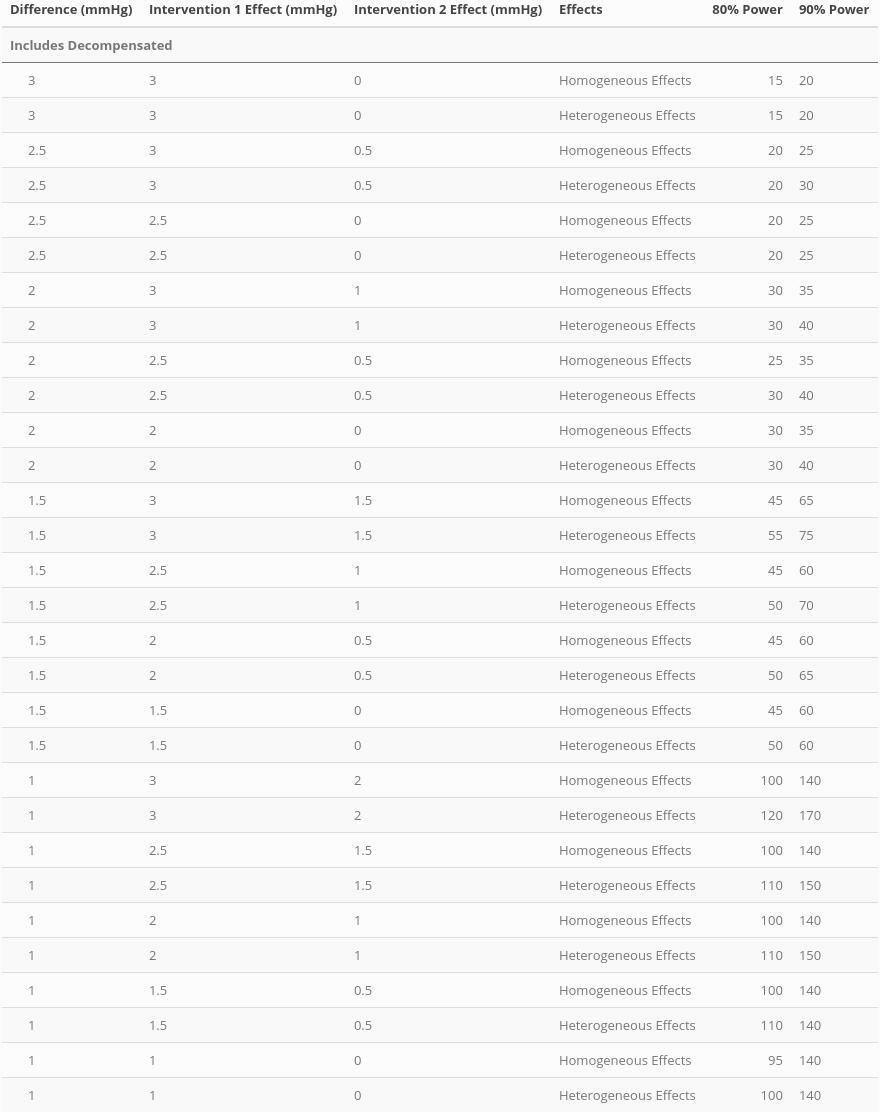 Difference (mmHg) Intervention 1 Effect (mmHg) Intervention 2 Effect (mmHg) Effects 80% Power 90% Power
Includes Decompensated
3 3 0 Homogeneous Effects 15 20
3 3 0 Heterogeneous Effects 15 20
2.5 3 0.5 Homogeneous Effects 20 25
2.5 3 0.5 Heterogeneous Effects 20 30
2.5 2.5 0 Homogeneous Effects 20 25
2.5 2.5 0 Heterogeneous Effects 20 25
2 3 1 Homogeneous Effects 30 35
2 3 1 Heterogeneous Effects 30 40
2 2.5 0.5 Homogeneous Effects 25 35
2 2.5 0.5 Heterogeneous Effects 30 40
2 2 0 Homogeneous Effects 30 35
2 2 0 Heterogeneous Effects 30 40
1.5 3 1.5 Homogeneous Effects 45 65
1.5 3 1.5 Heterogeneous Effects 55 75
1.5 2.5 1 Homogeneous Effects 45 60
1.5 2.5 1 Heterogeneous Effects 50 70
1.5 2 0.5 Homogeneous Effects 45 60
1.5 2 0.5 Heterogeneous Effects 50 65
1.5 1.5 0 Homogeneous Effects 45 60
1.5 1.5 0 Heterogeneous Effects 50 60
1 3 2 Homogeneous Effects 100 140
1 3 2 Heterogeneous Effects 120 170
1 2.5 1.5 Homogeneous Effects 100 140
1 2.5 1.5 Heterogeneous Effects 110 150
1 2 1 Homogeneous Effects 100 140
1 2 1 Heterogeneous Effects 110 150
1 1.5 0.5 Homogeneous Effects 100 140
1 1.5 0.5 Heterogeneous Effects 110 140
1 1 0 Homogeneous Effects 95 140
1 1 0 Heterogeneous Effects 100 140